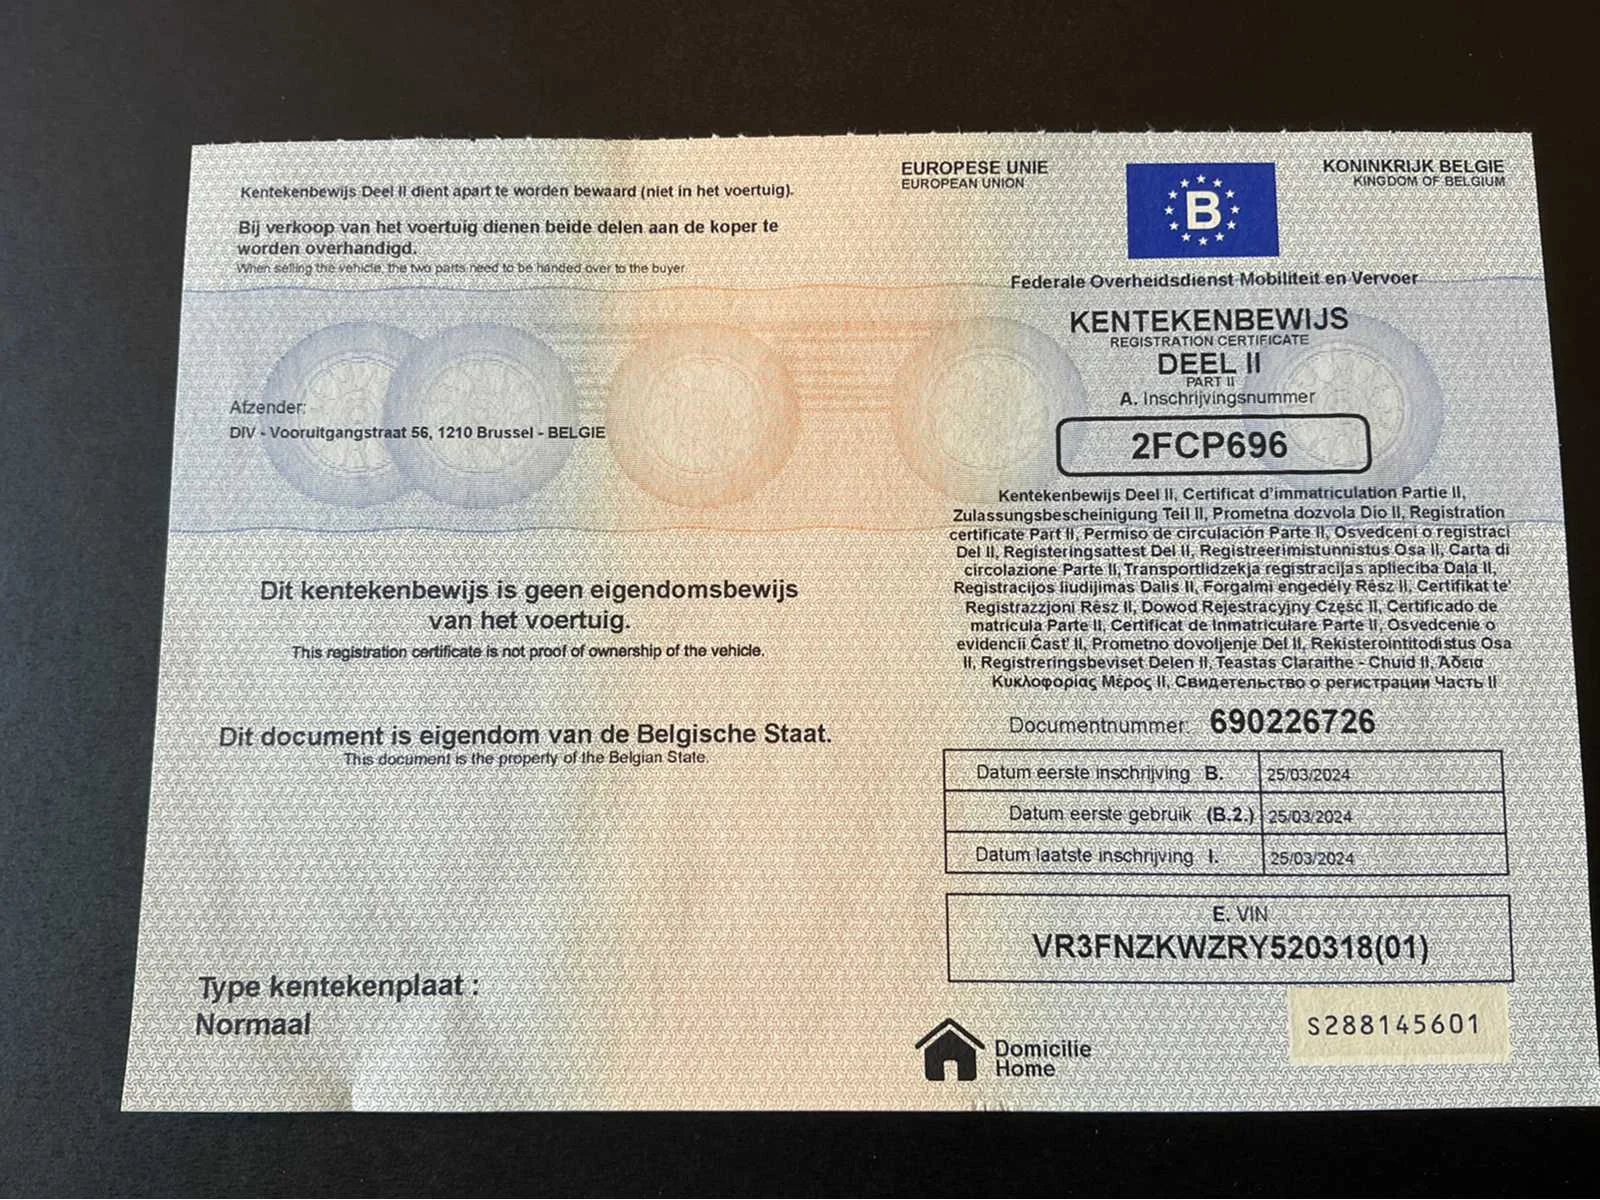 Kentekenbewijs Deel II dient apart te worden bewaard (niet in het voertuig).
Bij verkoop van het voertuig dienen beide delen aan de koper te
worden overhandigd.
When selling the vehicle, the two parts need to be handed over to the buyer
Afzender:
DIV - Vooruitgangstraat 56, 1210 Brussel - BELGIE
Dit kentekenbewijs is geen eigendomsbewijs
van het voertuig.
This registration certificate is not proof of ownership of the vehicle.
Dit document is eigendom van de Belgische Staat.
This document is the property of the Belgian State.
Type kentekenplaat :
Normaal
EUROPESE UNIE
EUROPEAN UNION
B
KONINKRIJK BELGIE
KINGDOM OF BELGIUM
Federale Overheidsdienst Mobiliteit en Vervoer
KENTEKENBEWIJS
REGISTRATION CERTIFICATE
DEEL II
PART II
A. Inschrijvingsnummer
2FCP696
Kentekenbewijs Deel II, Certificat d'immatriculation Partie II,
Zulassungsbescheinigung Teil II, Prometna dozvola Dio II, Registration
certificate Part II, Permiso de circulación Parte II, Osvedceni o registraci
Del II, Registeringsattest Del II, Registreerimistunnistus Osa II, Carta di
circolazione Parte II, Transportlidzekja registracijas aplieciba Daļa II,
Registracijos liudijimas Dalis II, Forgalmi engedély Rész II, Certifikat te'
Registrazzjoni Résź II, Dowod Rejestracyjny Część II, Certificado de
matricula Parte II, Certificat de Inmatriculare Parte II, Osvedcenie o
evidencii Časť II, Prometno dovoljenje Del II, Rekisterointitodistus Osa
II, Registreringsbeviset Delen II, Teastas Claraithe - Chuid II, Άδεια
Κυκλοφορίας Μέρος II, Свидетельство о регистрации Часть II
Documentnummer: 690226726
Datum eerste inschrijving B. 25/03/2024
Datum eerste gebruik (B.2.) 25/03/2024
Datum laatste inschrijving I. 25/03/2024
E. VIN
VR3FNZKWZRY520318(01)
S288145601
Domicilie
Home